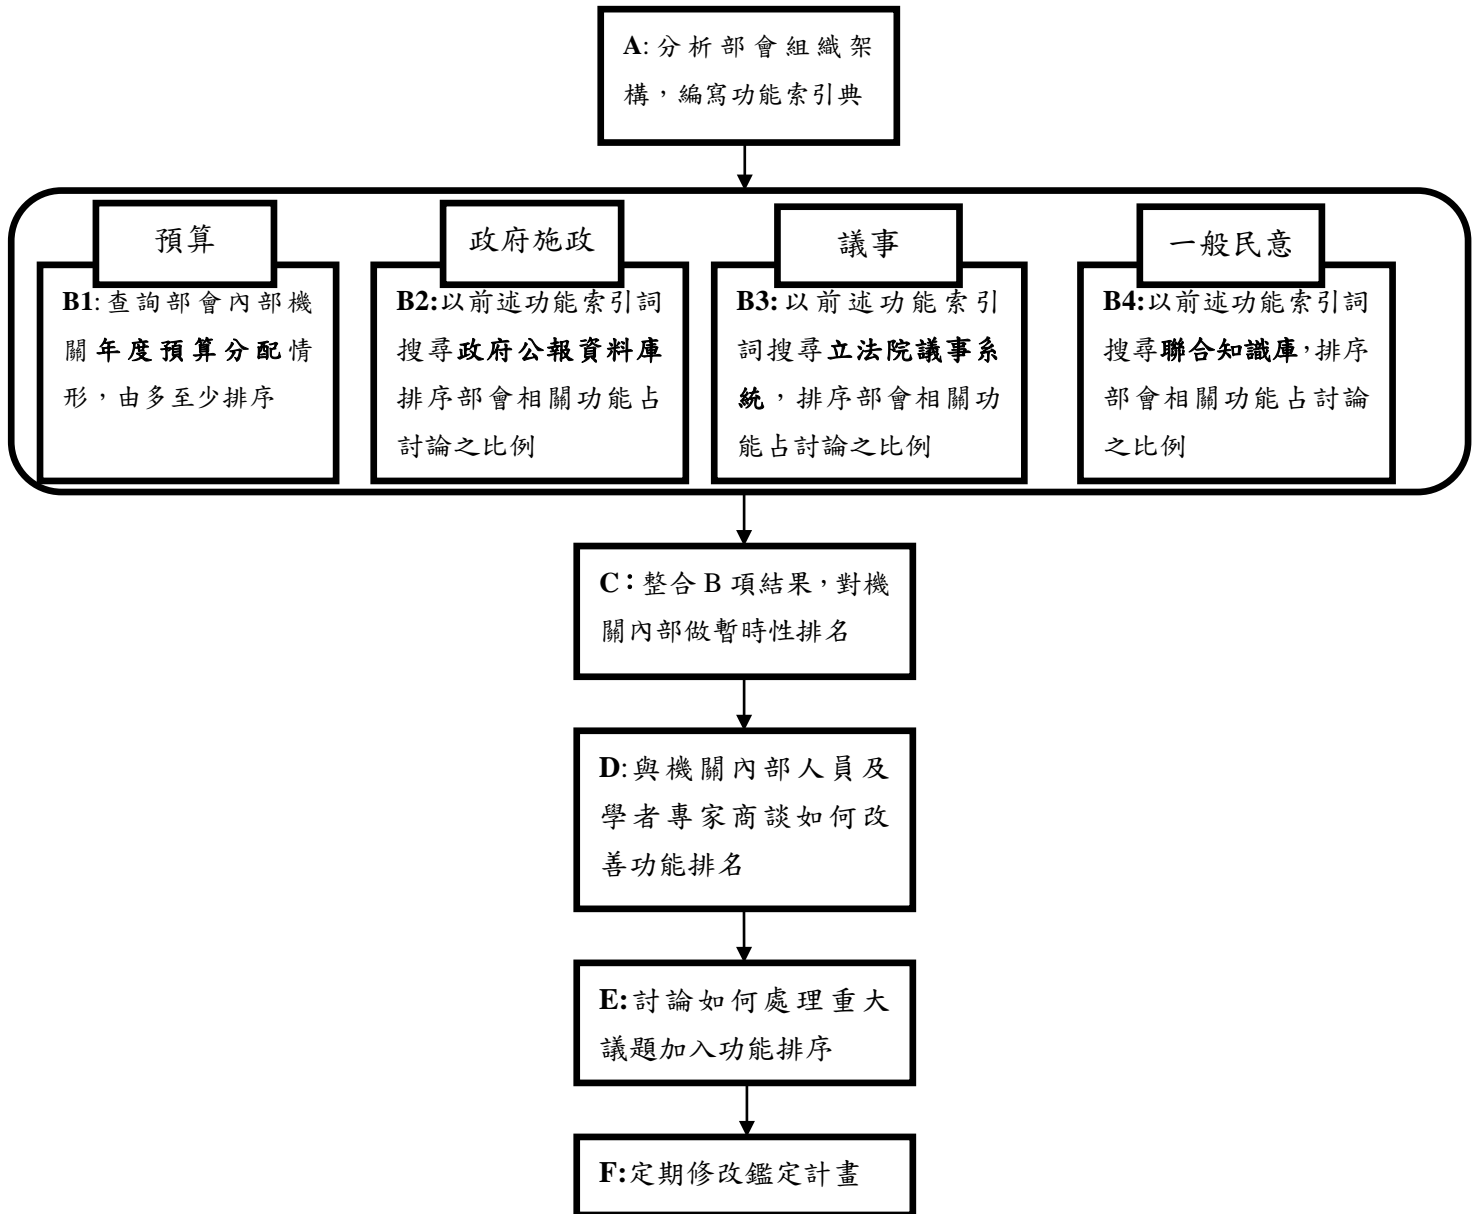 A:分析部會組織架
構，編寫功能索引典
預算
B1:查詢部會內部機
關年度預算分配情
形，由多至少排序
政府施政
B2:以前述功能索引詞
搜尋政府公報資料庫
排序部會相關功能占
討論之比例
議事
B3:以前述功能索引
詞搜尋立法院議事系
統，排序部會相關功
能占討論之比例
一般民意
B4:以前述功能索引詞
搜尋聯合知識庫，排序
部會相關功能占討論
之比例
C：整合 B 項結果，對機
關內部做暫時性排名
D:與機關內部人員及
學者專家商談如何改
善功能排名
E:討論如何處理重大
議題加入功能排序
F:定期修改鑑定計畫